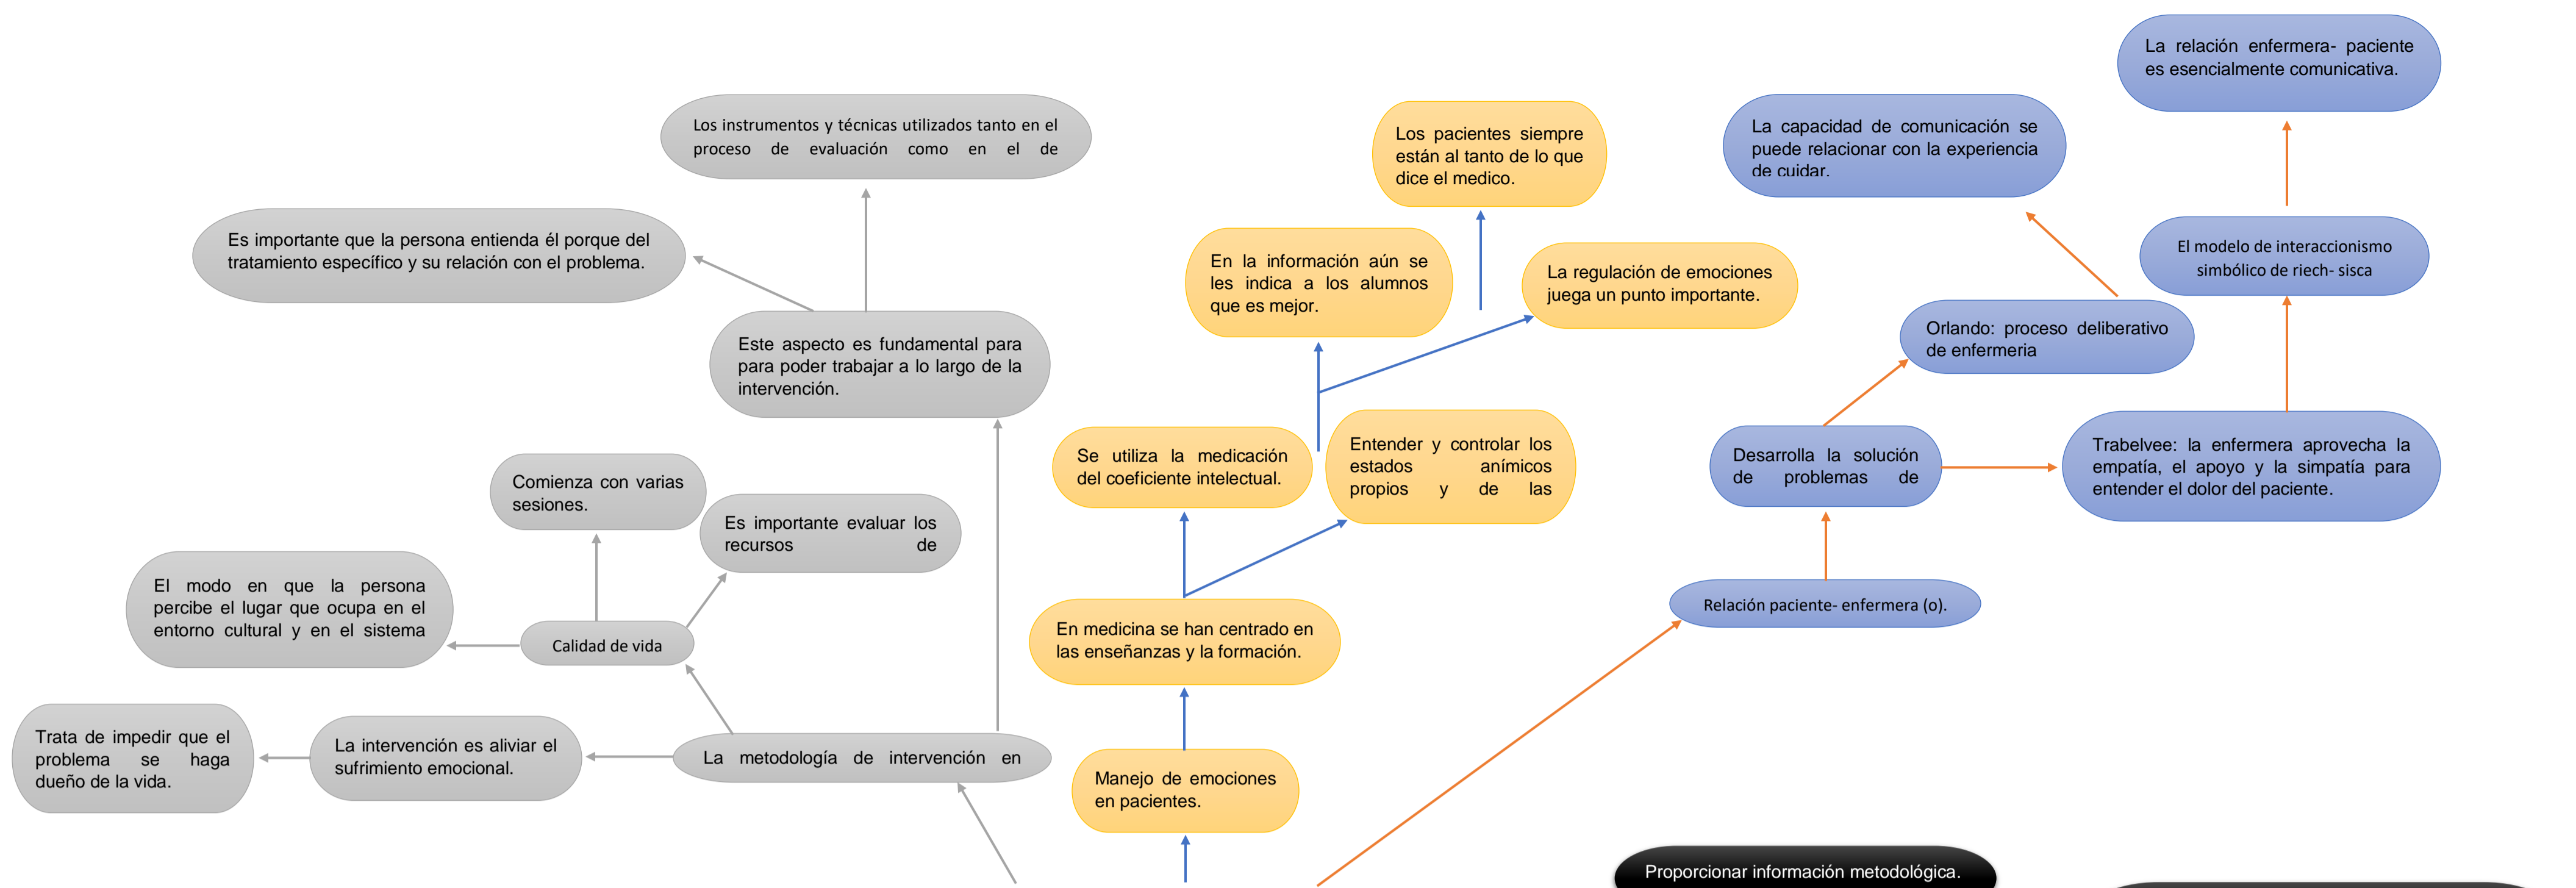 La relación enfermera- paciente
es esencialmente comunicativa.
Los instrumentos y técnicas utilizados tanto en el
proceso de evaluación como en el de
Los pacientes siempre
están al tanto de lo que
dice el medico.
La capacidad de comunicación se
puede relacionar con la experiencia
de cuidar.
Es importante que la persona entienda él porque del
tratamiento específico y su relación con el problema.
En la información aún se
les indica a los alumnos
que es mejor.
La regulación de emociones
juega un punto importante.
El modelo de interaccionismo
simbólico de riech- sisca
Este aspecto es fundamental para
para poder trabajar a lo largo de la
intervención.
Orlando: proceso deliberativo
de enfermeria
Comienza con varias
sesiones.
Es importante evaluar los
recursos de
Se utiliza la medicación
del coeficiente intelectual.
Entender y controlar los
estados anímicos
propios y de las
Desarrolla la solución
de problemas de
Trabelvee: la enfermera aprovecha la
empatía, el apoyo y la simpatía para
entender el dolor del paciente.
El modo en que la persona
percibe el lugar que ocupa en el
entorno cultural y en el sistema
Calidad de vida
En medicina se han centrado en
las enseñanzas y la formación.
Relación paciente- enfermera (o).
Trata de impedir que el
problema se haga
dueño de la vida.
La intervención es aliviar el
sufrimiento emocional.
La metodología de intervención en
Manejo de emociones
en pacientes.
Proporcionar información metodológica.